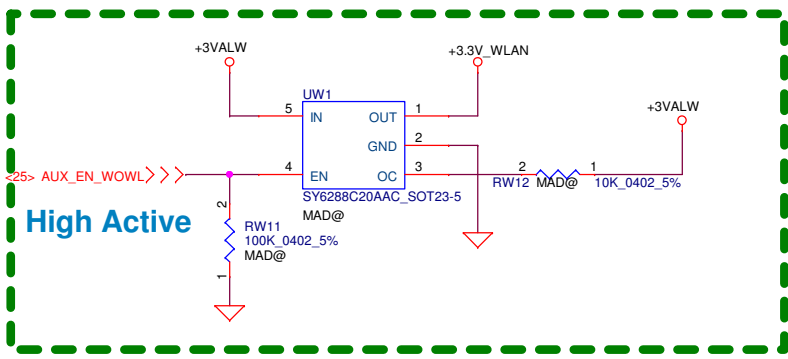 +3VALW
+3.3V_WLAN
+3VALW
UW1
5
IN
OUT
1
GND
2
<25> AUX_EN_WOWL
4
EN
OC
3
2
1
RW12
MAD@
10K_0402_5%
SY6288C20AAC_SOT23-5
MAD@
High Active
2
RW11
100K_0402_5%
MAD@
1